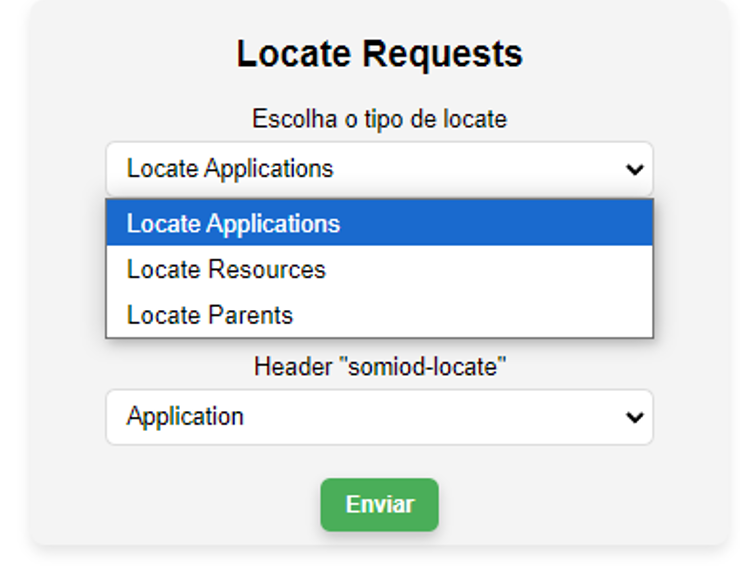 Locate Requests
Escolha o tipo de locate
Locate Applications
Locate Applications
Locate Resources
Locate Parents
Header "somiod-locate"
Application
Enviar